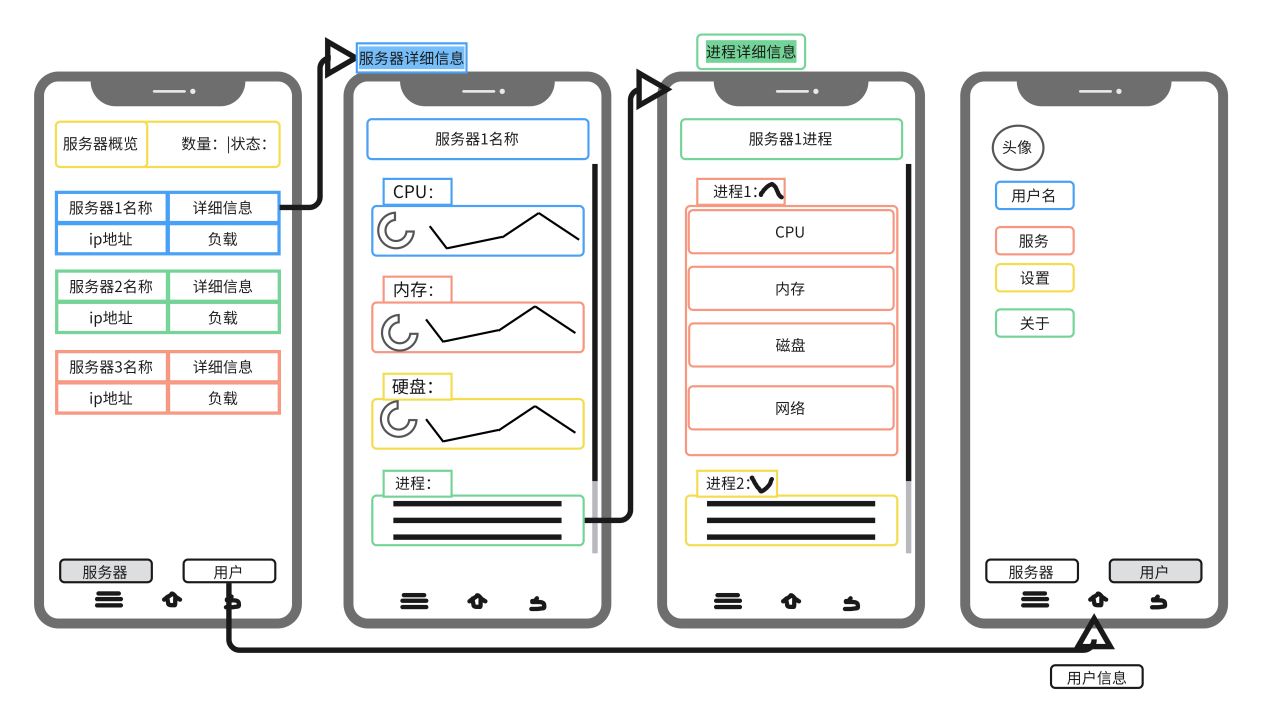 服务器概览
数量： 状态：
服务器1名称 详细信息
ip地址 负载
服务器2名称 详细信息
ip地址 负载
服务器3名称 详细信息
ip地址 负载
服务器 用户
服务器详细信息
服务器1名称
CPU：
内存：
硬盘：
进程：
进程详细信息
服务器1进程
进程1：
CPU
内存
磁盘
网络
进程2：
头像
用户名
服务
设置
关于
服务器 用户
用户信息